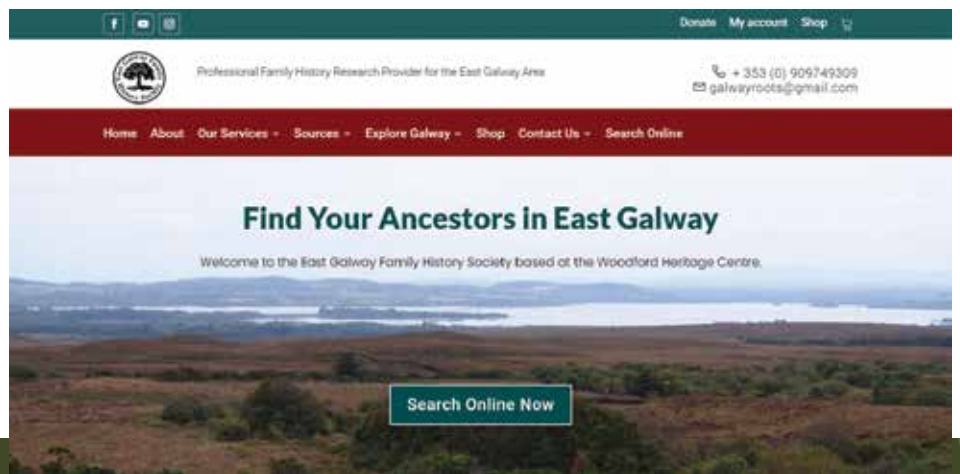 Donate My account Shop
Professional Family History Research Provider for the East Galway Area
+ 353 (0) 909749309
galwayroots@gmail.com
Home About Our Services Sources Explore Galway Shop Contact Us Search Online
Find Your Ancestors in East Galway
Welcome to the East Galway Family History Society based at the Woodford Heritage Centre.
Search Online Now